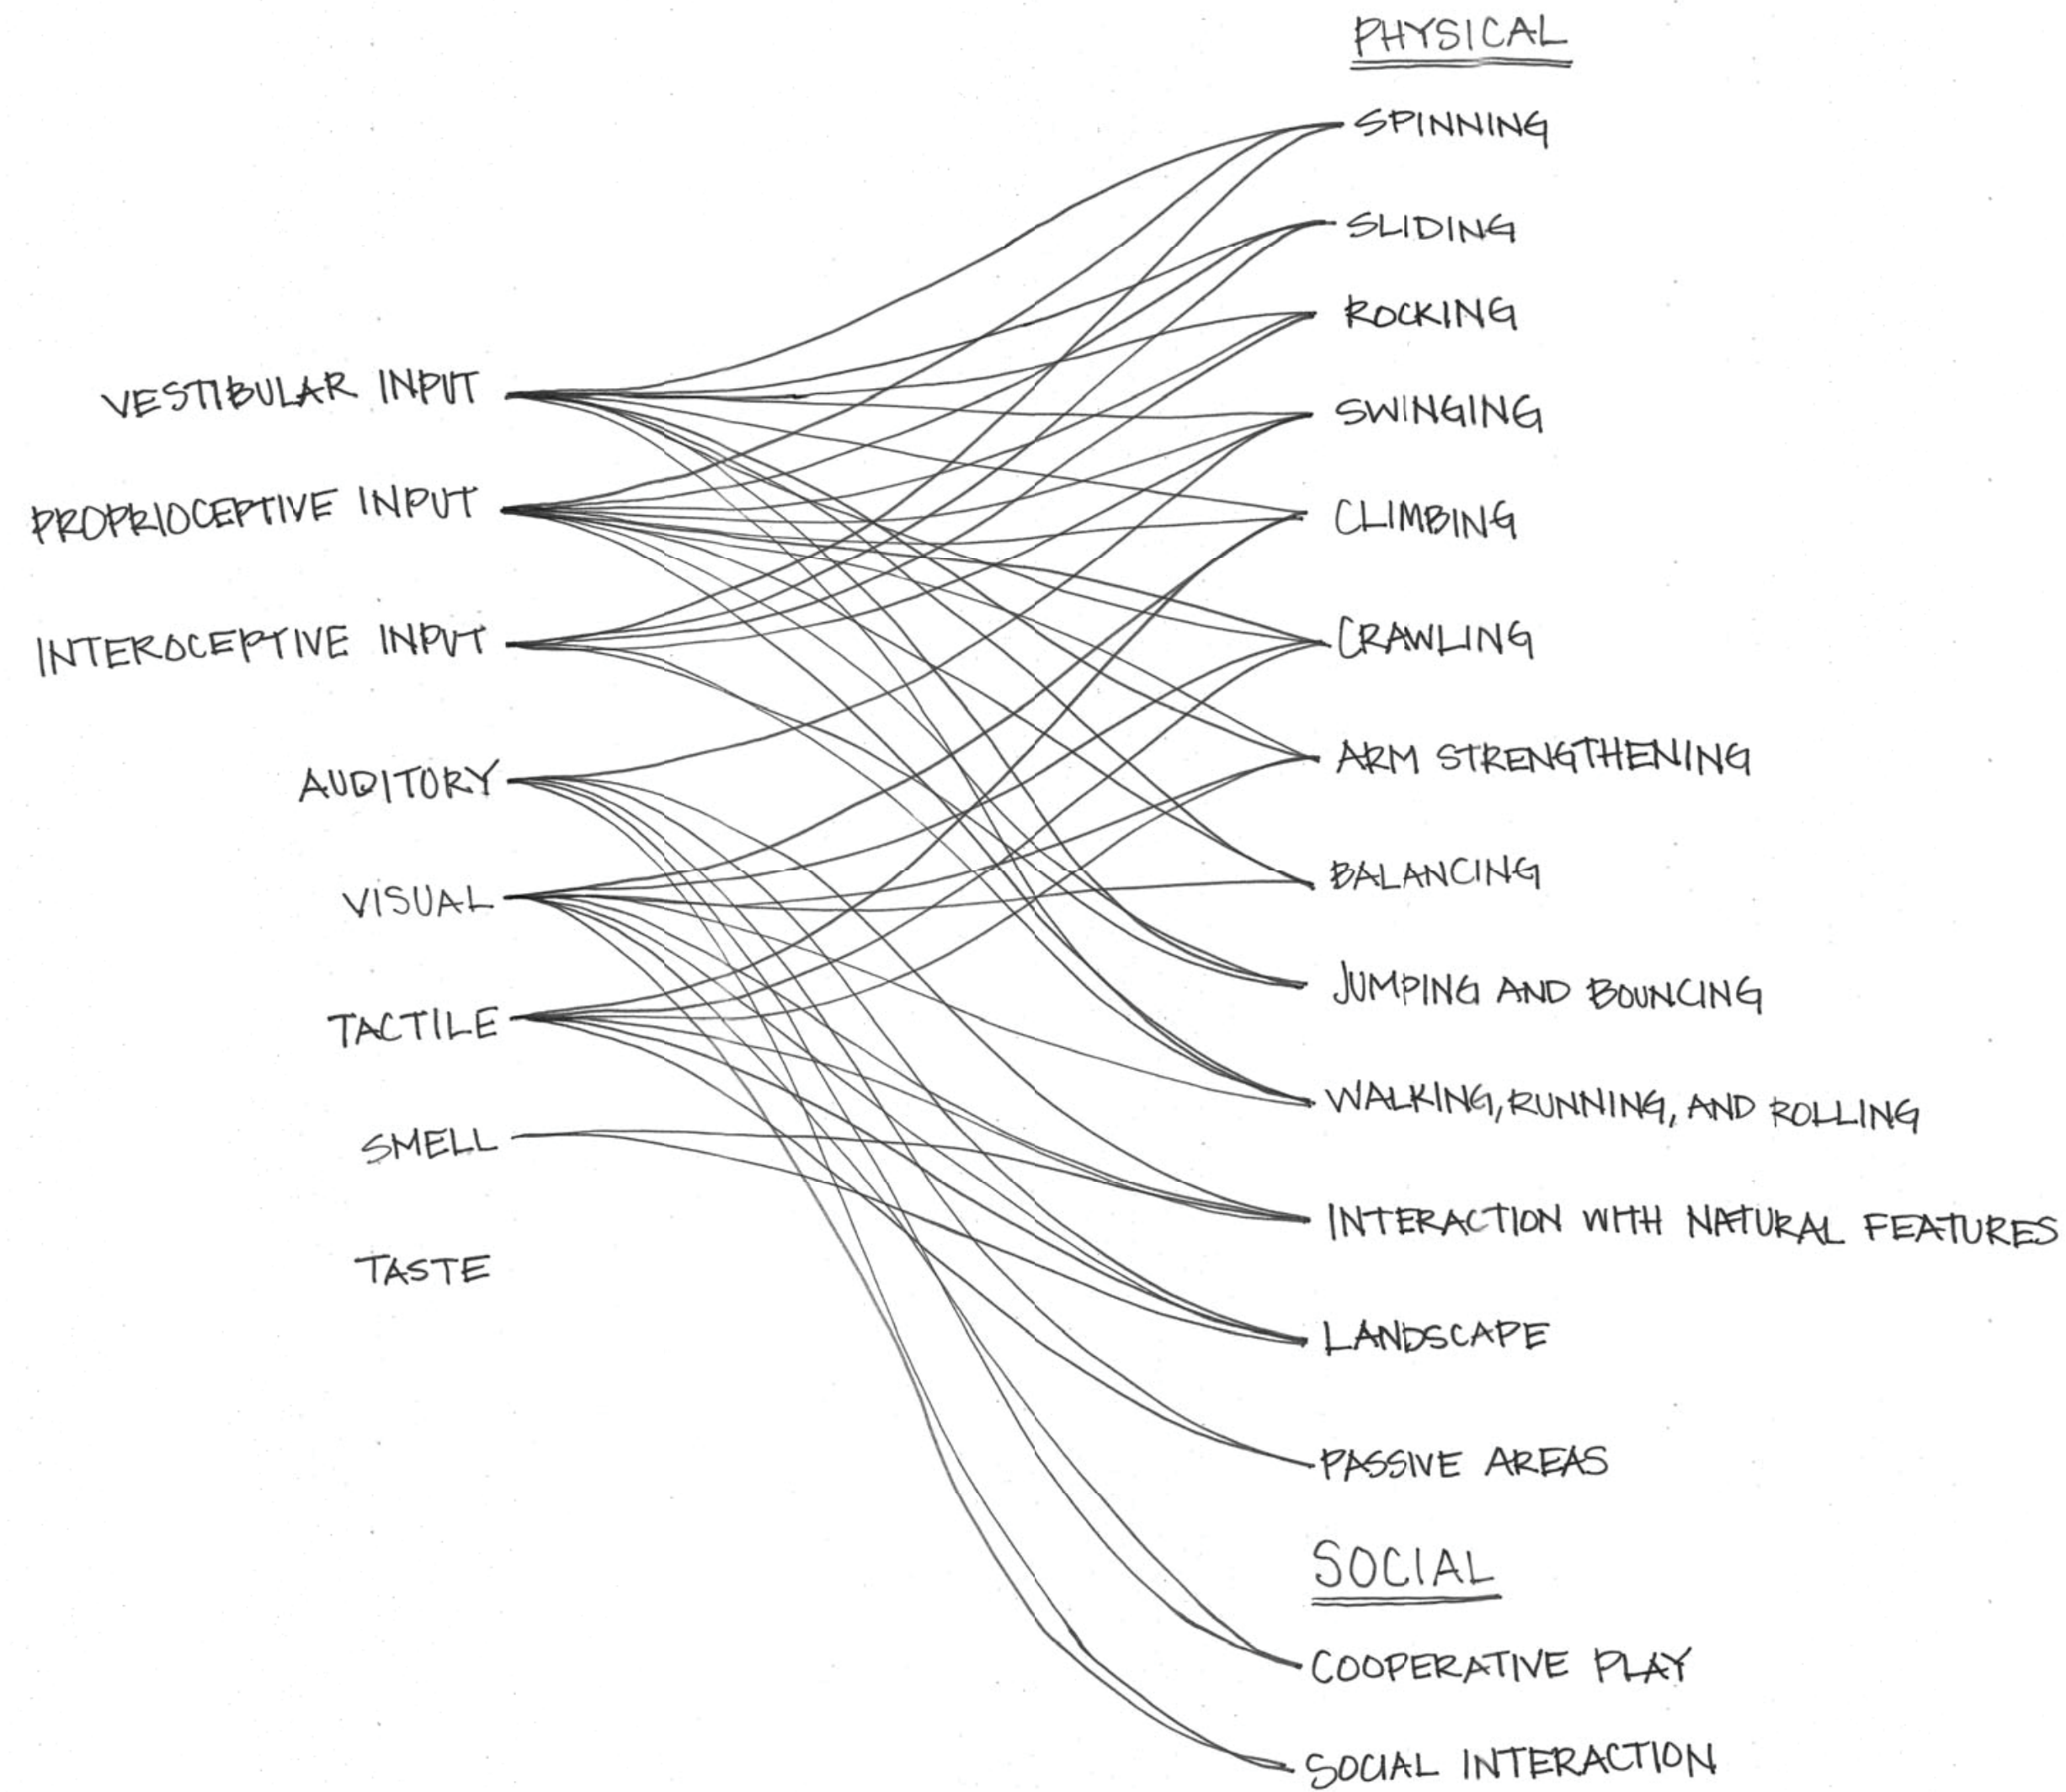 VESTIBULAR INPUT
PROPRIOCEPTIVE INPUT
INTEROCEPTIVE INPUT
AUDITORY
VISUAL
TACTILE
SMELL
TASTE
PHYSICAL
SPINNING
SLIDING
ROCKING
SWINGING
CLIMBING
CRAWLING
ARM STRENGTHENING
BALANCING
JUMPING AND BOUNCING
WALKING, RUNNING, AND ROLLING
INTERACTION WITH NATURAL FEATURES
LANDSCAPE
PASSIVE AREAS
SOCIAL
COOPERATIVE PLAY
SOCIAL INTERACTION